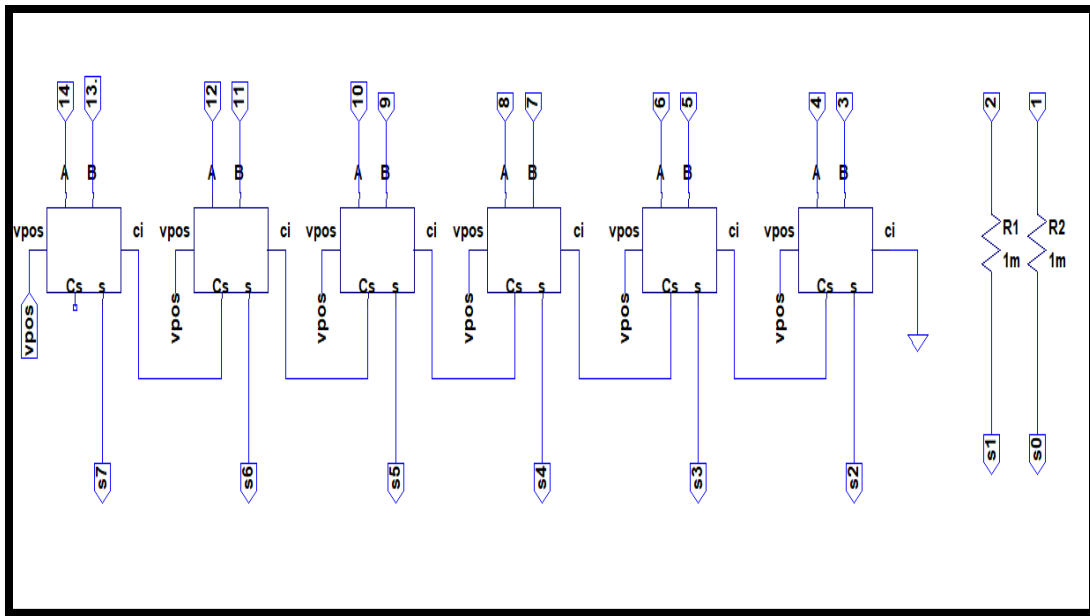 14 13. 12 11 10 9 8 7 6 5 4 3 2 1
A B A B A B A B A B A B
vpos ci vpos ci vpos ci vpos ci vpos ci vpos ci R1 R2
1m 1m
Cs s Cs s Cs s Cs s Cs s Cs s
vpos vpos vpos vpos vpos vpos
s7 s6 s5 s4 s3 s2 s1 s0